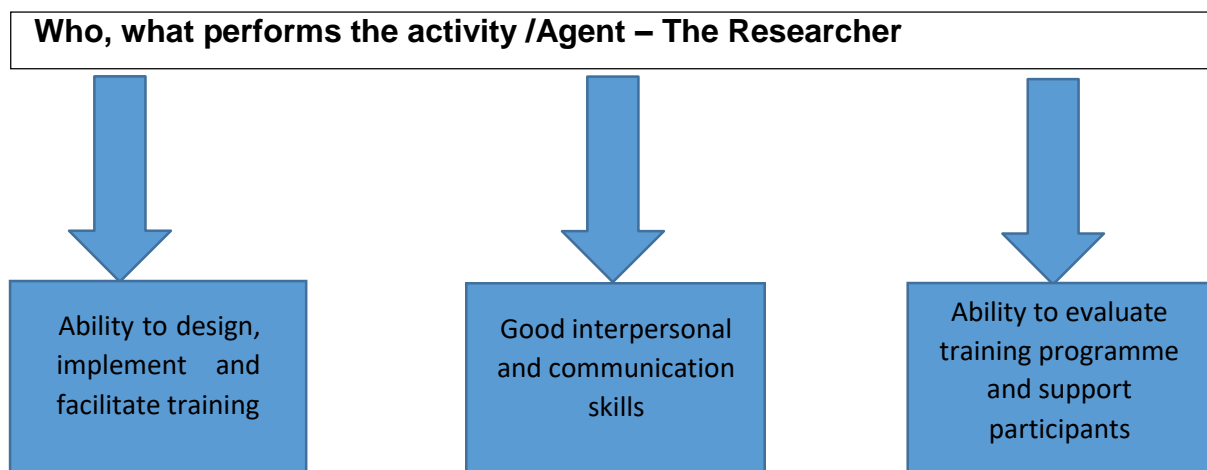 Who, what performs the activity /Agent – The Researcher
Ability to design,
implement and
facilitate training
Good interpersonal
and communication
skills
Ability to evaluate
training programme
and support
participants